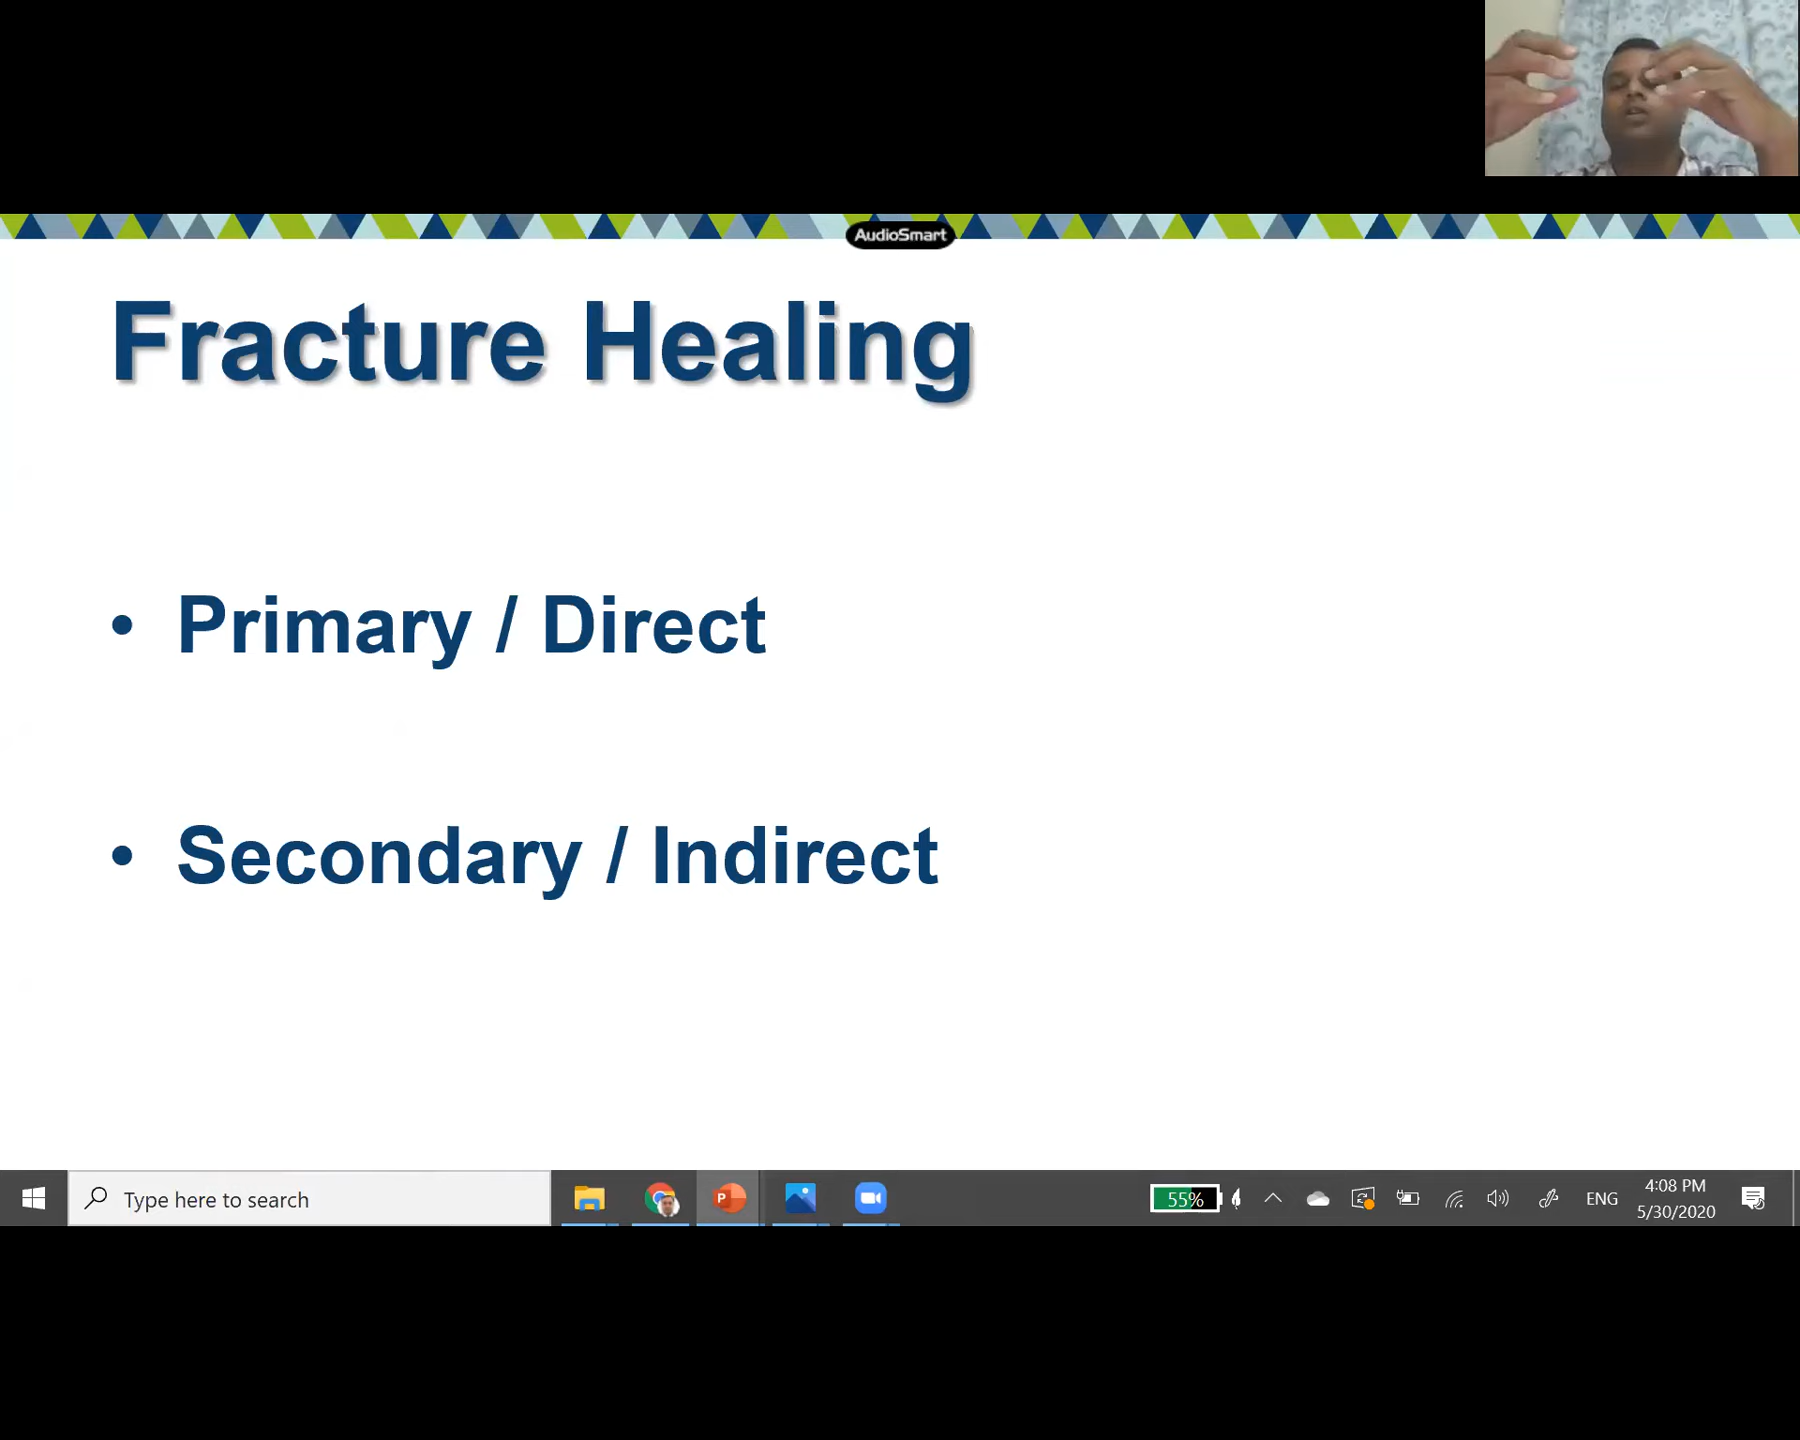 AudioSmart
Fracture Healing
• Primary / Direct
• Secondary / Indirect
Type here to search
55%
ENG
4:08 PM
5/30/2020